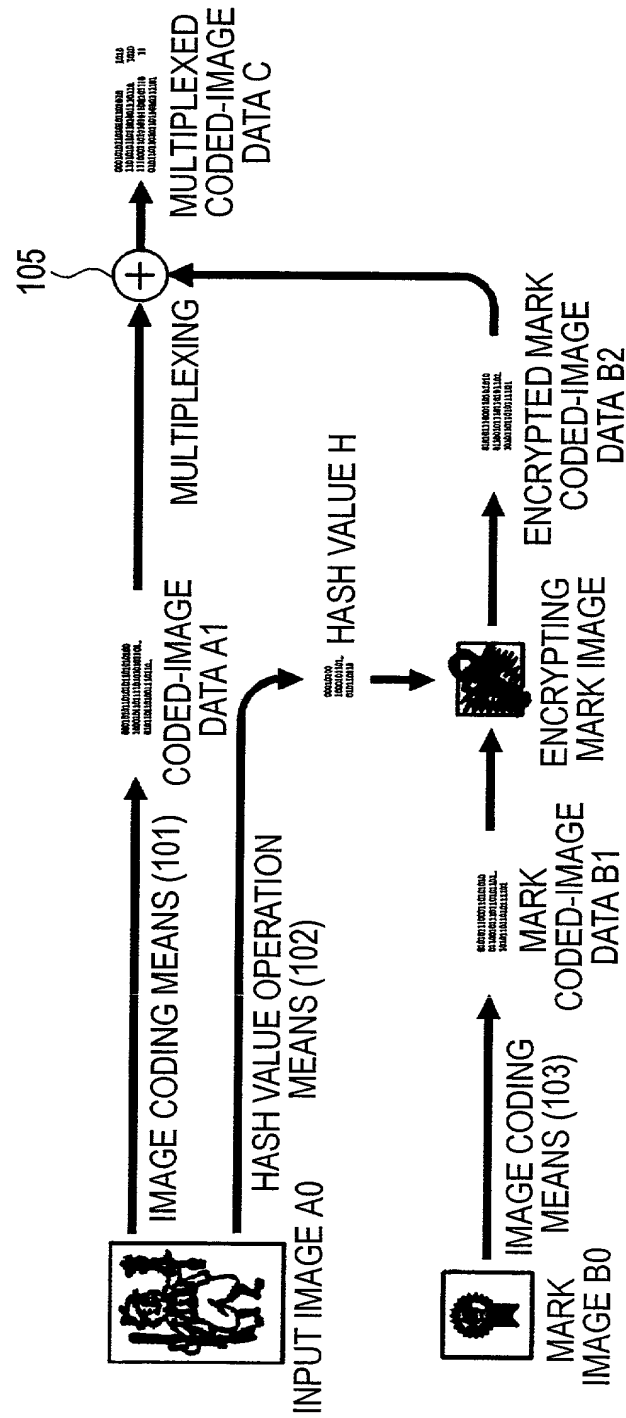 INPUT IMAGE A0
IMAGE CODING MEANS (101)
CODED-IMAGE
DATA A1
MULTIPLEXING
105
+
MULTIPLEXED
CODED-IMAGE
DATA C
HASH VALUE OPERATION
MEANS (102)
HASH VALUE H
MARK
IMAGE B0
IMAGE CODING
MEANS (103)
MARK
CODED-IMAGE
DATA B1
ENCRYPTING
MARK IMAGE
ENCRYPTED MARK
CODED-IMAGE
DATA B2